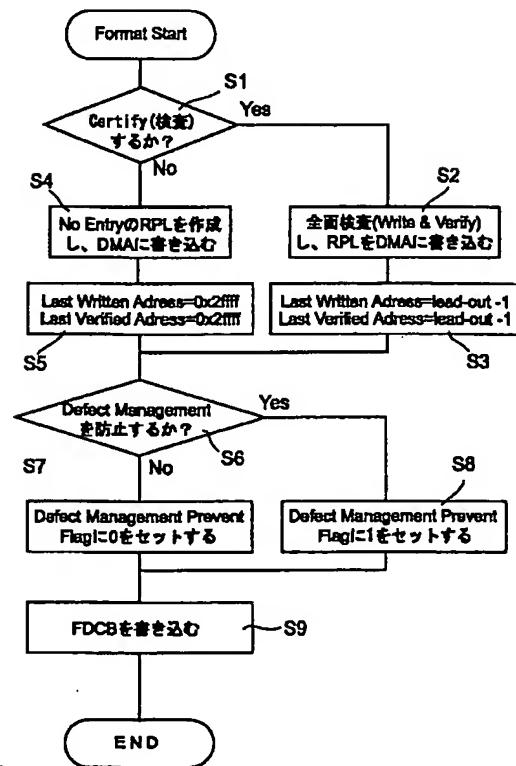 Format Start
S1
Certify(検査)
するか?
Yes
No
S4
No EntryのRPLを作成
し、DMAに書き込む
S2
全面検査(Write & Verify)
し、RPLをDMAに書き込む
Last Written Adress=0x2ffff
Last Verified Adress=0x2ffff
S5
Last Written Adress=lead-out -1
Last Verified Adress=lead-out -1
S3
Defect Management
を防止するか?
Yes
S6
S7
No
Defect Management Prevent
Flagに0をセットする
S8
Defect Management Prevent
Flagに1をセットする
FDCBを書き込む
S9
END